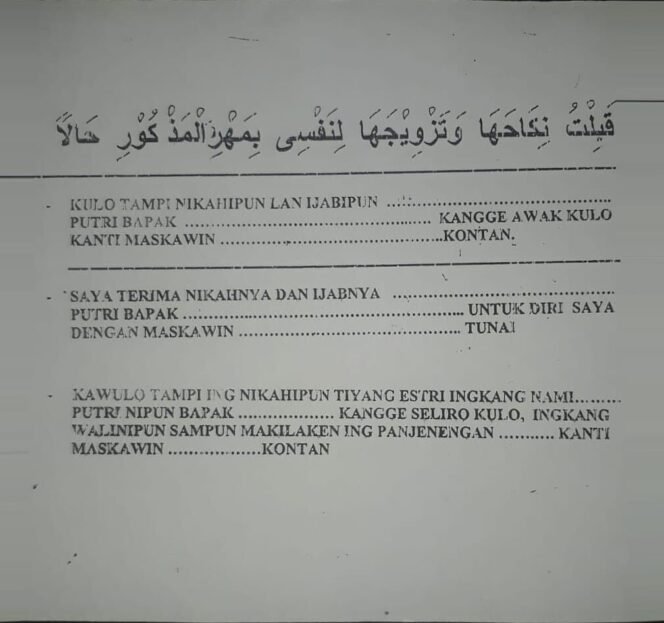 قَبِلْتُ نِكَاحَهَا وَتَزْوِيْجَهَا لِنَفْسِى بِمَهْرِالْمَذْكُوْرِ حَالًا
- KULO TAMPI NIKAHIPUN LAN IJABIPUN ........................................
PUTRI BAPAK ............................................. KANGGE AWAK KULO
KANTI MASKAWIN ........................................KONTAN.
- SAYA TERIMA NIKAHNYA DAN IJABNYA ........................................
PUTRI BAPAK .................................................... UNTUK DIRI SAYA
DENGAN MASKAWIN ........................................ TUNAI
- KAWULO TAMPI ING NIKAHIPUN TIYANG ESTRI INGKANG NAMI.........
PUTRI NIPUN BAPAK .................. KANGGE SELIRO KULO, INGKANG
WALINIPUN SAMPUN MAKILAKEN ING PANJENENGAN ........... KANTI
MASKAWIN ..................KONTAN